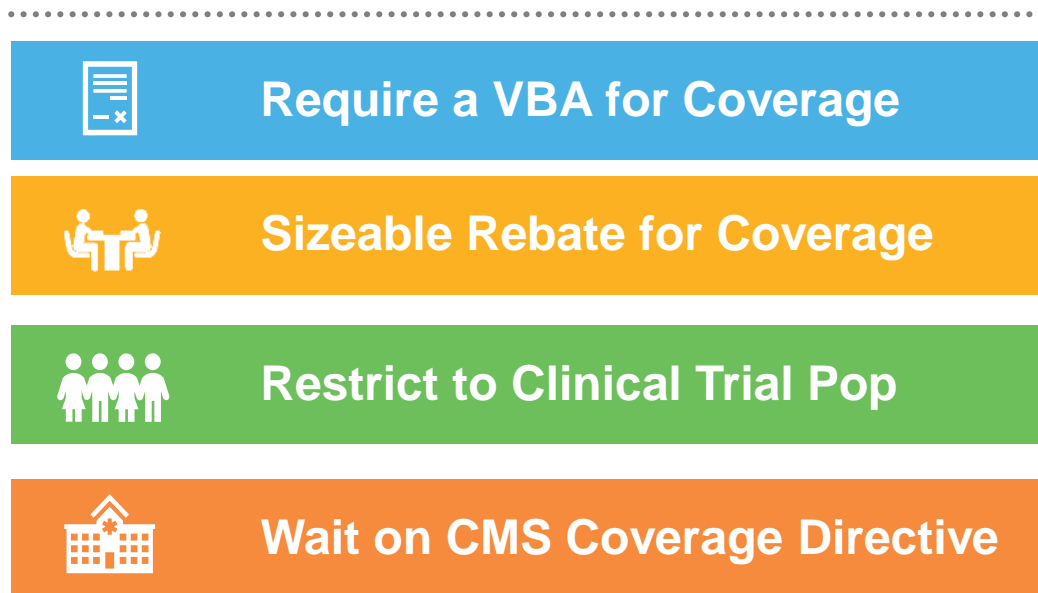 Require a VBA for Coverage
Sizeable Rebate for Coverage
Restrict to Clinical Trial Pop
Wait on CMS Coverage Directive